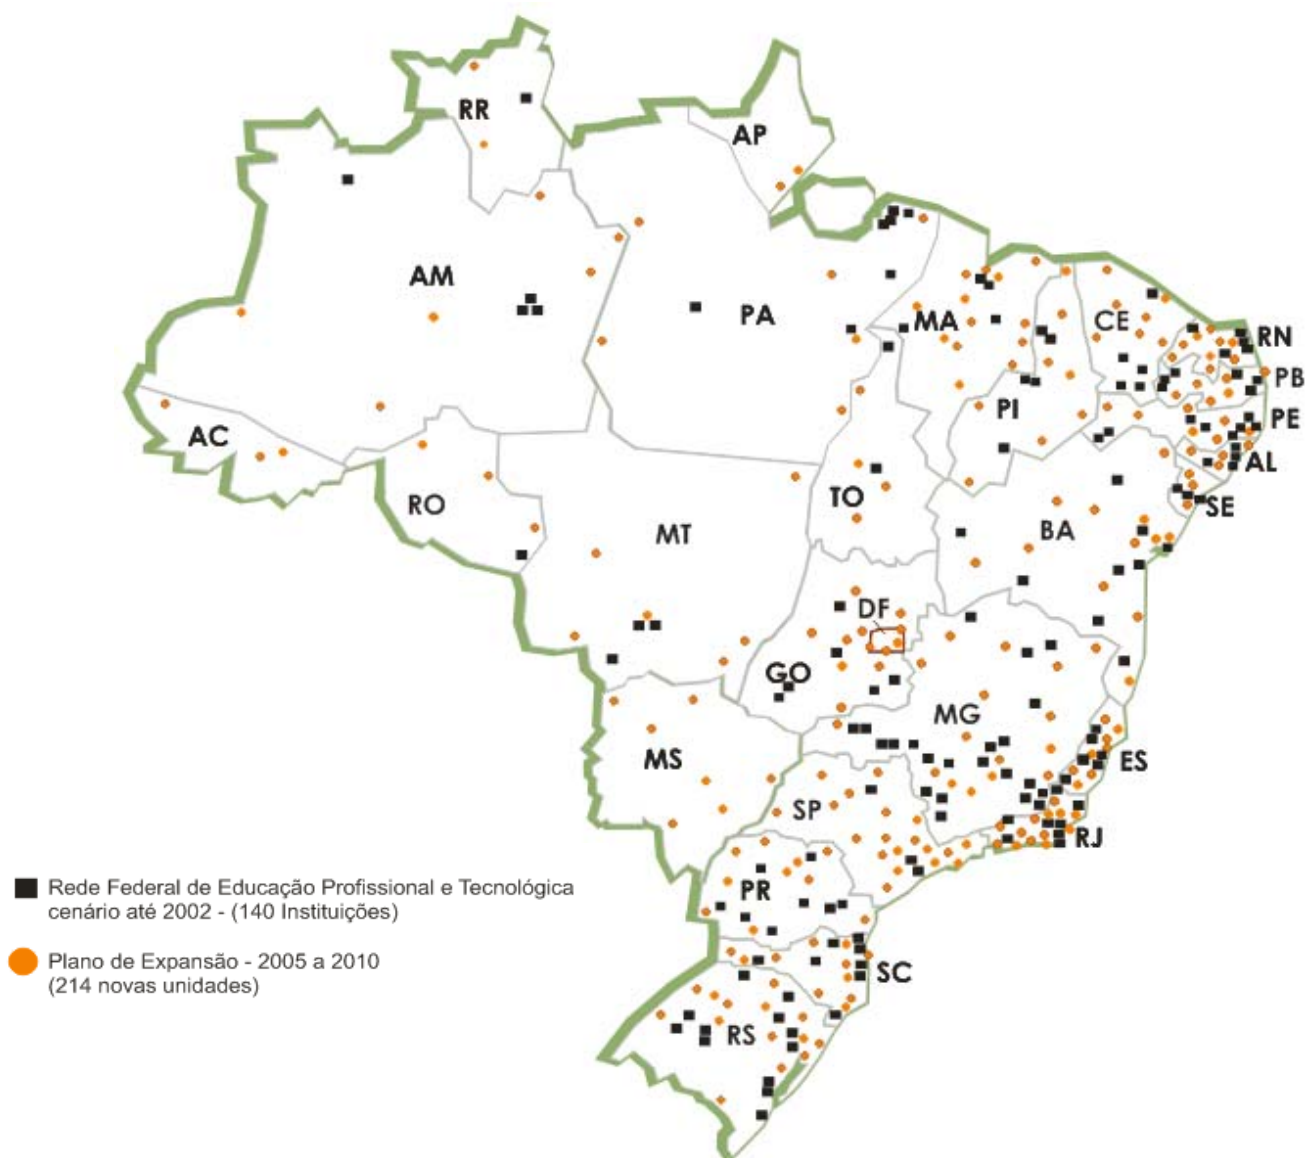 RR
AP
AM
PA
MA
CE
RN
PB
PI
PE
AC
AL
RO
TO
SE
MT
BA
DF
GO
MG
MS
ES
SP
RJ
PR
Rede Federal de Educação Profissional e Tecnológica
cenário até 2002 - (140 Instituições)
Plano de Expansão - 2005 a 2010
(214 novas unidades)
SC
RS